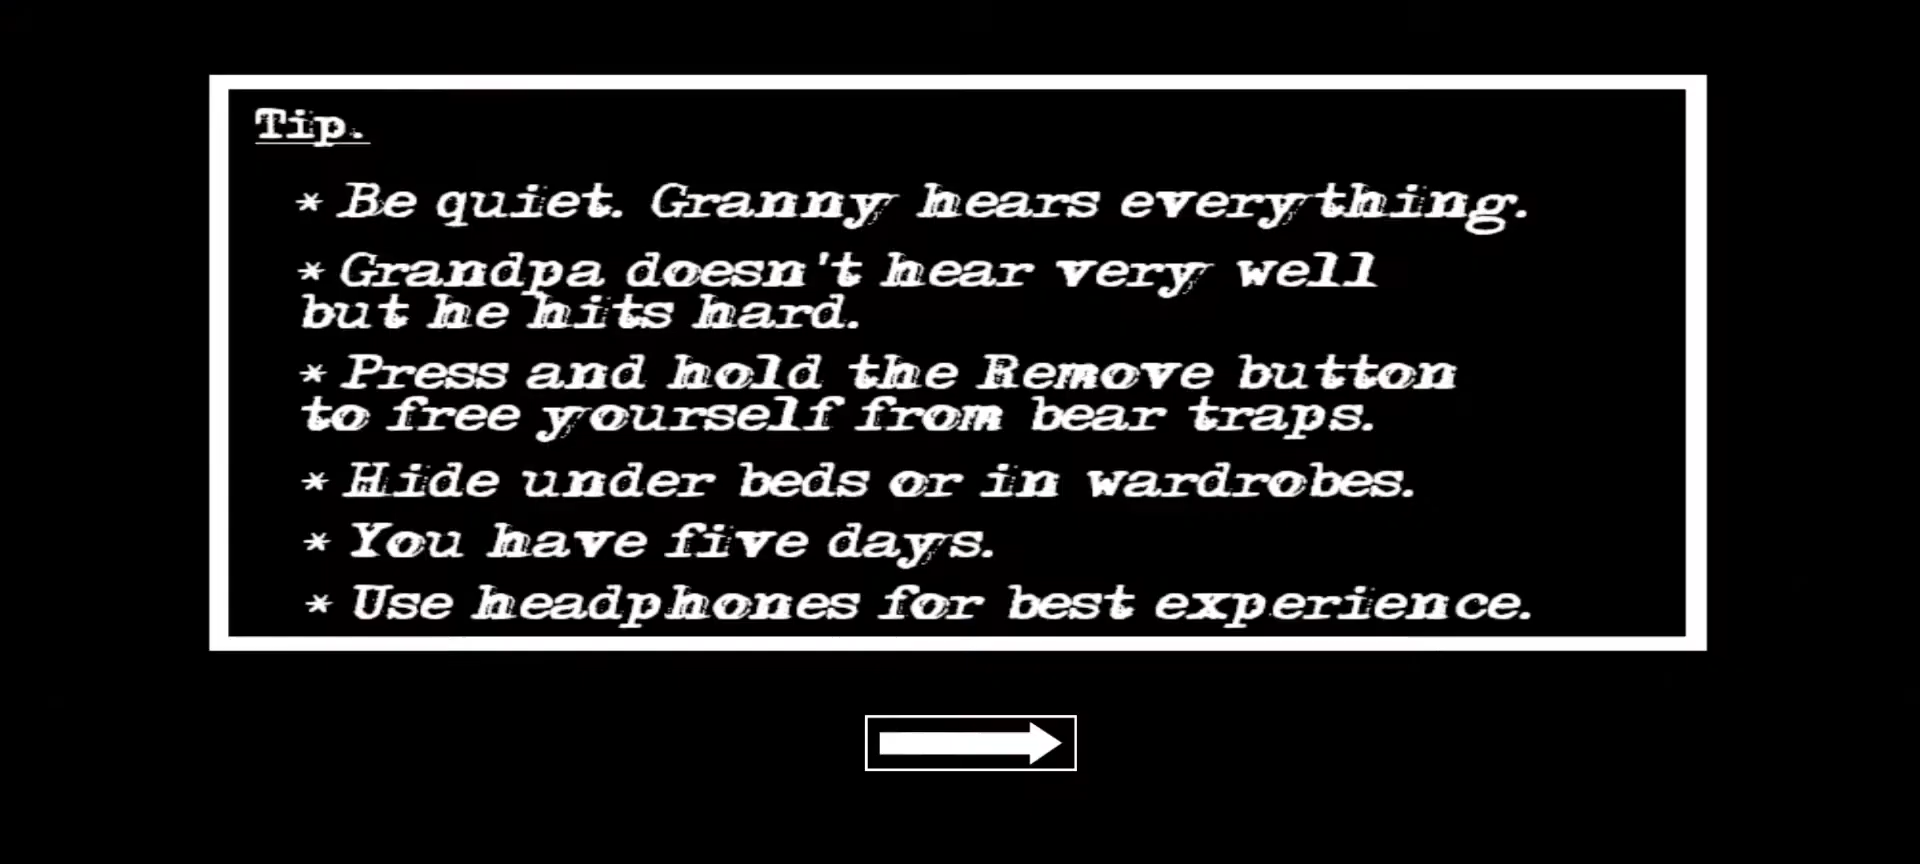 Tip.
* Be quiet. Granny hears everything.
* Grandpa doesn't hear very well
but he hits hard.
* Press and hold the Remove button
to free yourself from bear traps.
* Hide under beds or in wardrobes.
* You have five days.
* Use headphones for best experience.